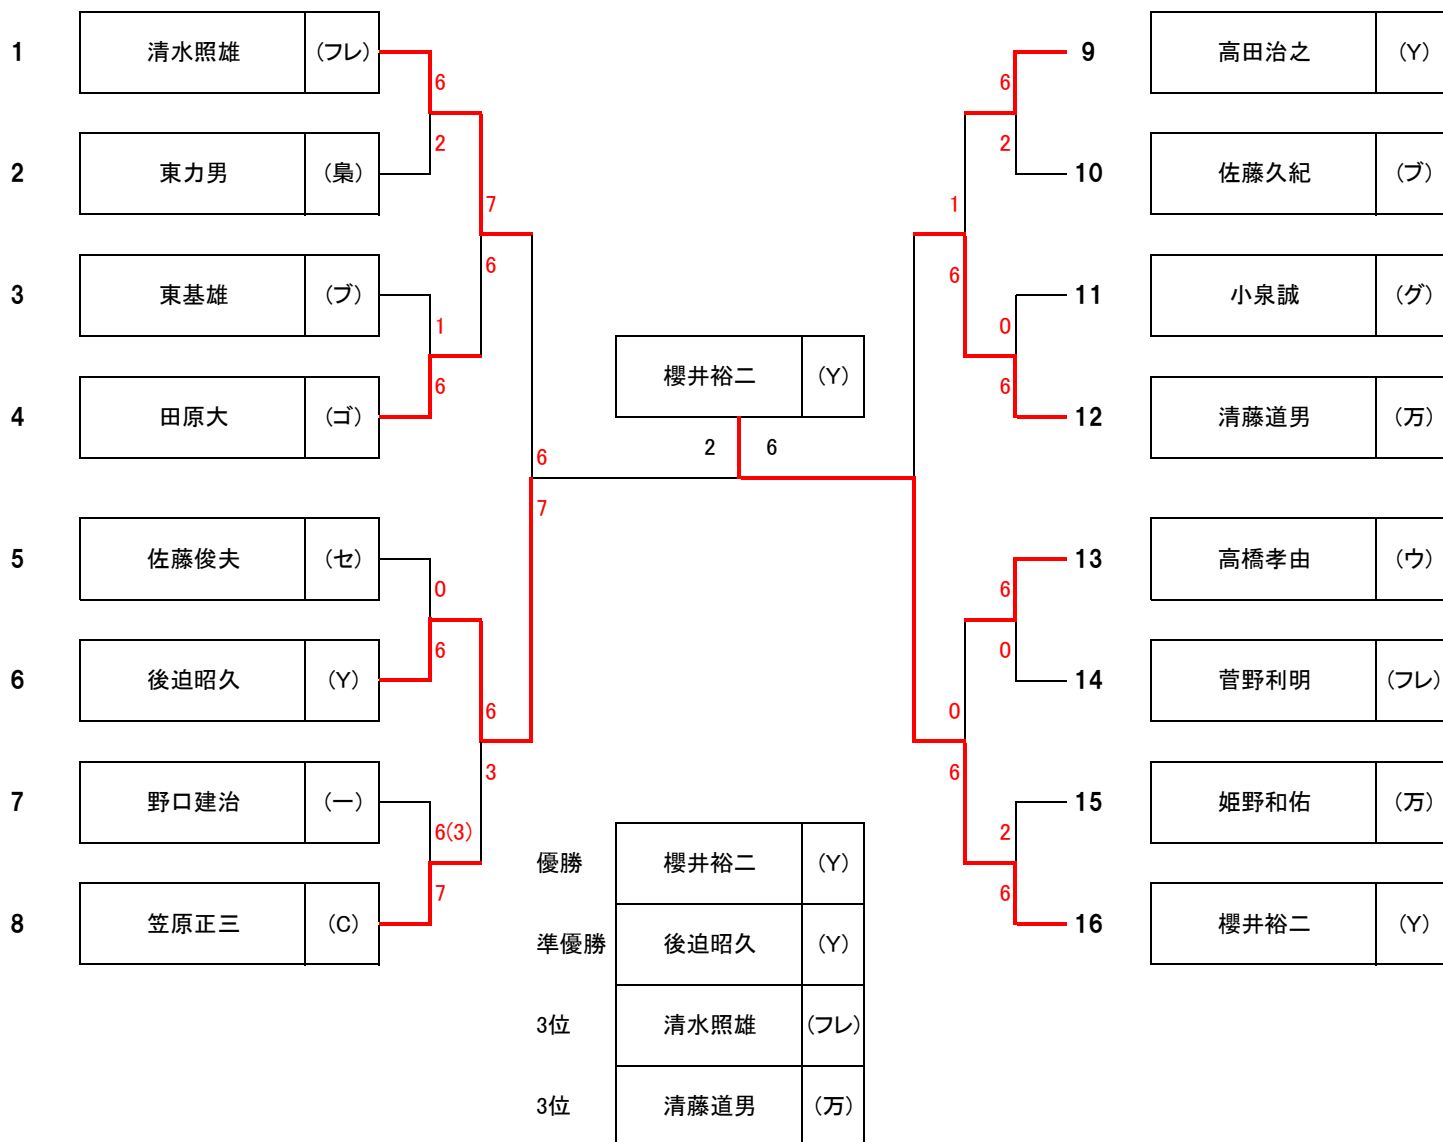 1 清水照雄 (フレ)
6
2
2 東力男 (梟)
7
6
3 東基雄 (ブ)
1
6
4 田原大 (ゴ)
6
7
5 佐藤俊夫 (セ)
0
6
6 後迫昭久 (Y)
6
3
7 野口建治 (一)
6(3)
7
8 笠原正三 (C)
櫻井裕二 (Y)
2 6
優勝 櫻井裕二 (Y)
準優勝 後迫昭久 (Y)
3位 清水照雄 (フレ)
3位 清藤道男 (万)
9 高田治之 (Y)
6
2
10 佐藤久紀 (ブ)
1
6
11 小泉誠 (グ)
0
6
12 清藤道男 (万)
13 高橋孝由 (ウ)
6
0
14 菅野利明 (フレ)
0
6
15 姫野和佑 (万)
2
6
16 櫻井裕二 (Y)